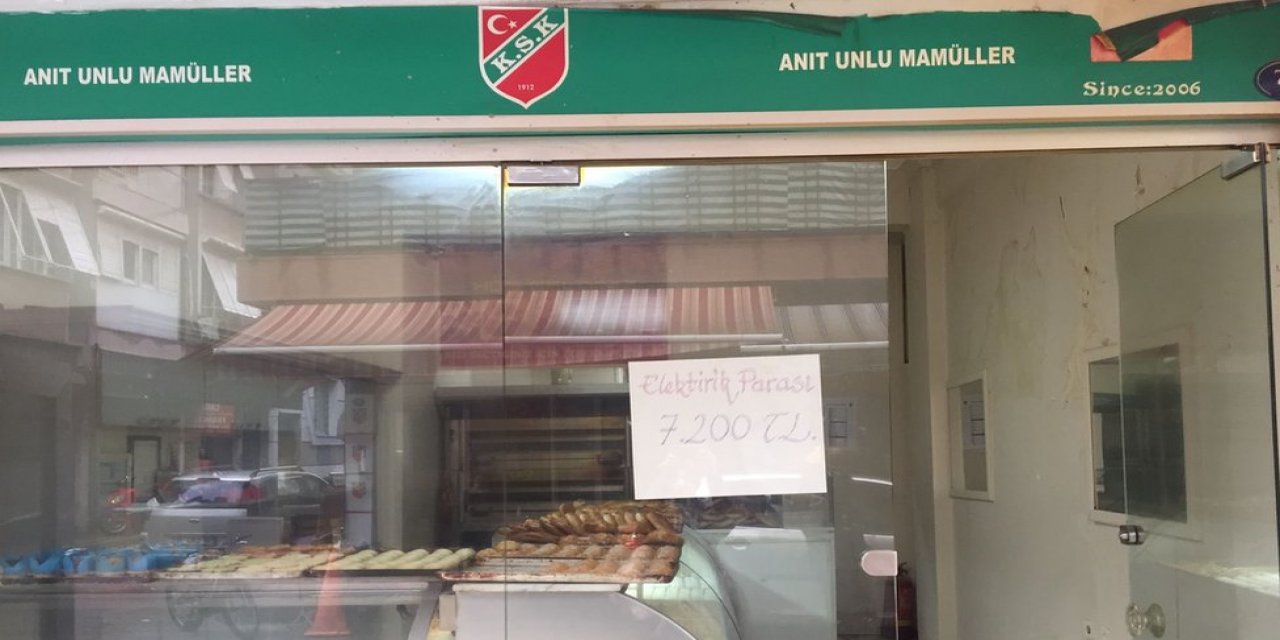 ANIT UNLU MAMÜLLER
K.S.K
1912
ANIT UNLU MAMÜLLER
Since:2006
Elektirik Parası
7.200 TL.